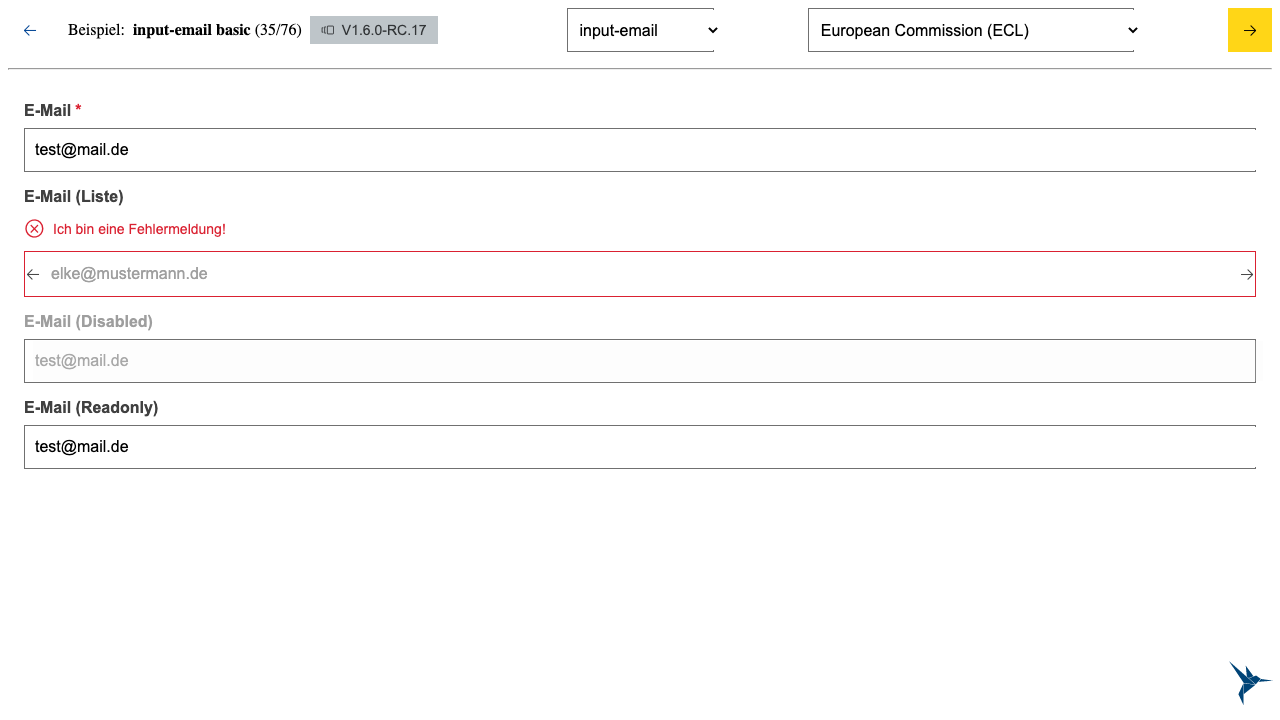 Beispiel: input-email basic (35/76) V1.6.0-RC.17 input-email European Commission (ECL)
E-Mail *
test@mail.de
E-Mail (Liste)
Ich bin eine Fehlermeldung!
elke@mustermann.de
E-Mail (Disabled)
test@mail.de
E-Mail (Readonly)
test@mail.de